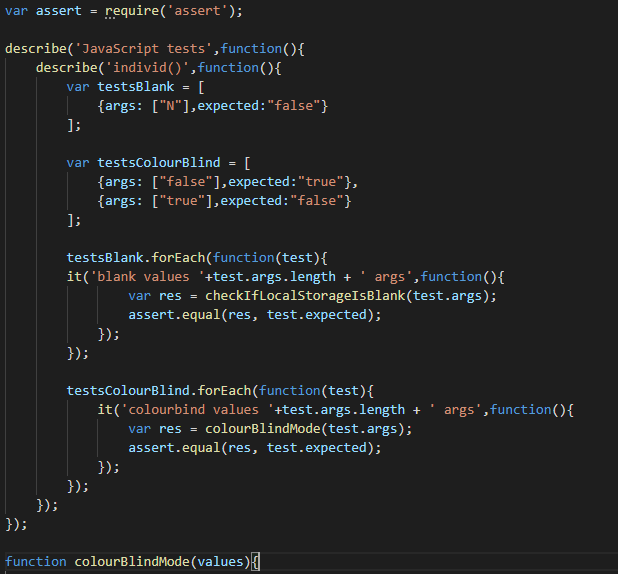 var assert = require('assert');
describe('JavaScript tests',function(){
describe('individ()',function(){
var testsBlank = [
{args: ["N"],expected:"false"}
];
var testsColourBlind = [
{args: ["false"],expected:"true"},
{args: ["true"],expected:"false"}
];
testsBlank.forEach(function(test){
it('blank values '+test.args.length + ' args',function(){
var res = checkIfLocalStorageIsBlank(test.args);
assert.equal(res, test.expected);
});
});
testsColourBlind.forEach(function(test){
it('colourbind values '+test.args.length + ' args',function(){
var res = colourBlindMode(test.args);
assert.equal(res, test.expected);
});
});
});
});
function colourBlindMode(values){